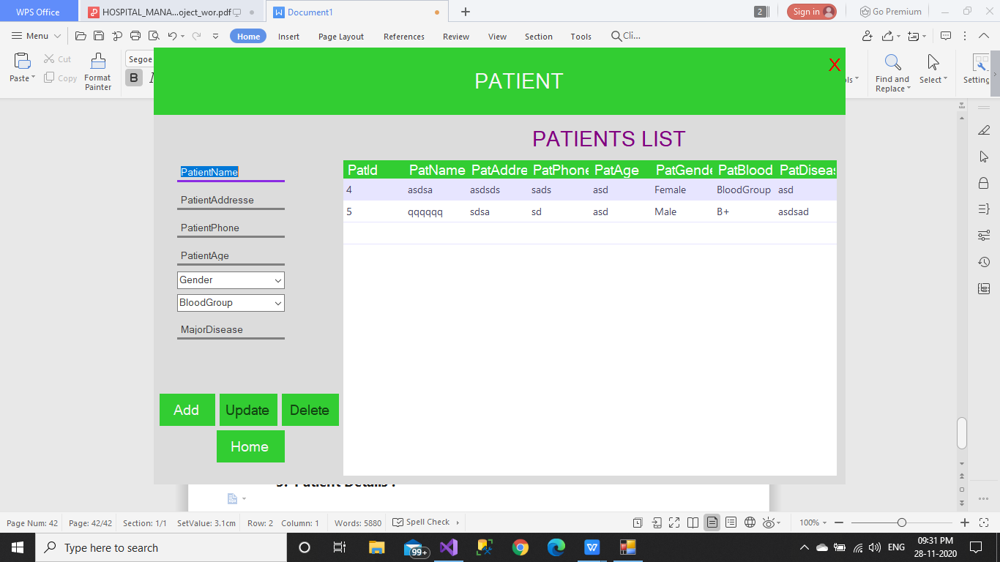 WPS Office HOSPITAL_MANA...oject_wor.pdf Document1 2 Sign in Go Premium
Menu Home Insert Page Layout References Review View Section Tools Cli...
Paste Cut Copy Format Painter Segoe B Find and Replace Select Setting
X
PATIENT
PATIENTS LIST
PatientName
PatientAddresse
PatientPhone
PatientAge
Gender
BloodGroup
MajorDisease
PatId PatName PatAddre PatPhone PatAge PatGende PatBlood PatDiseas
4 asdsa asdsds sads asd Female BloodGroup asd
5 qqqqqq sdsa sd asd Male B+ asdsad
Add Update Delete
Home
Page Num: 42 Page: 42/42 Section: 1/1 SetValue: 3.1cm Row: 2 Column: 1 Words: 5880 Spell Check 100%
Type here to search 99+ ENG 09:31 PM
28-11-2020